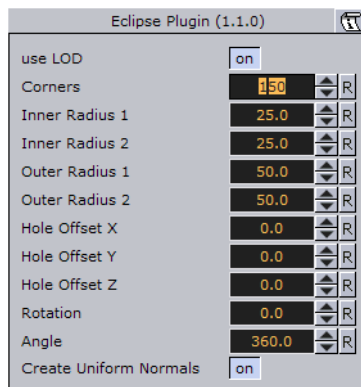 Eclipse Plugin (1.1.0)
use LOD on
Corners 150 R
Inner Radius 1 25.0 R
Inner Radius 2 25.0 R
Outer Radius 1 50.0 R
Outer Radius 2 50.0 R
Hole Offset X 0.0 R
Hole Offset Y 0.0 R
Hole Offset Z 0.0 R
Rotation 0.0 R
Angle 360.0 R
Create Uniform Normals on